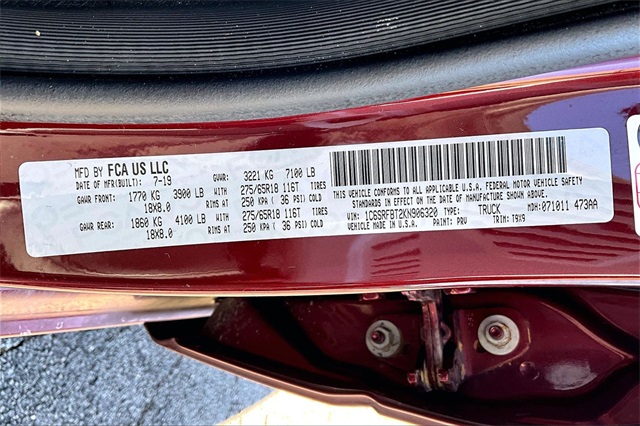 MFD BY FCA US LLC
DATE OF MFR(BUILT): 7-19 GVWR: 3221 KG 7100 LB
GAWR FRONT: 1770 KG 3900 LB WITH 275/65R18 116T TIRES
18X8.0 RIMS AT 250 KPA ( 36 PSI) COLD
GAWR REAR: 1860 KG 4100 LB WITH 275/65R18 116T TIRES
18X8.0 RIMS AT 250 KPA ( 36 PSI) COLD
THIS VEHICLE CONFORMS TO ALL APPLICABLE U.S.A. FEDERAL MOTOR VEHICLE SAFETY
STANDARDS IN EFFECT ON THE DATE OF MANUFACTURE SHOWN ABOVE.
VIN: 1C6SRFBT2KN906320 TYPE: TRUCK MDH: 071011 473AA
VEHICLE MADE IN U.S.A. PAINT: PRV TRIM: T9X9